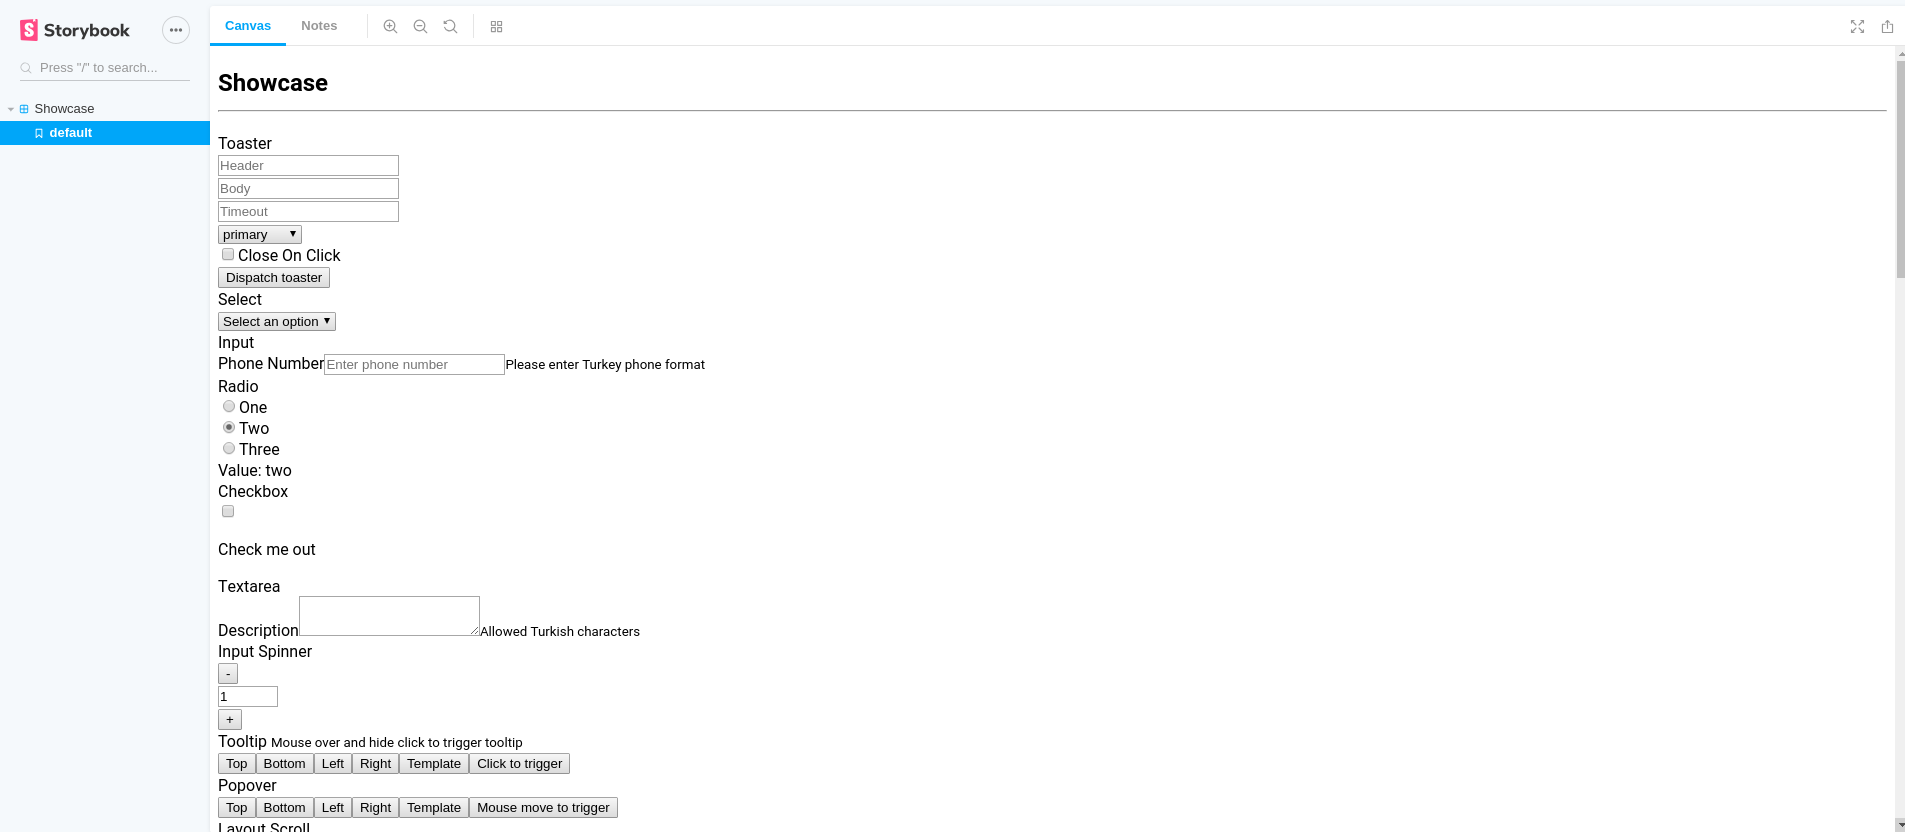 Storybook
Press "/" to search...
Showcase
default
Canvas Notes
Showcase
Toaster
Header
Body
Timeout
primary
Close On Click
Dispatch toaster
Select
Select an option
Input
Phone Number Enter phone number Please enter Turkey phone format
Radio
One
Two
Three
Value: two
Checkbox
Check me out
Textarea
Description Allowed Turkish characters
Input Spinner
-
1
+
Tooltip Mouse over and hide click to trigger tooltip
Top Bottom Left Right Template Click to trigger
Popover
Top Bottom Left Right Template Mouse move to trigger
Layout Scroll